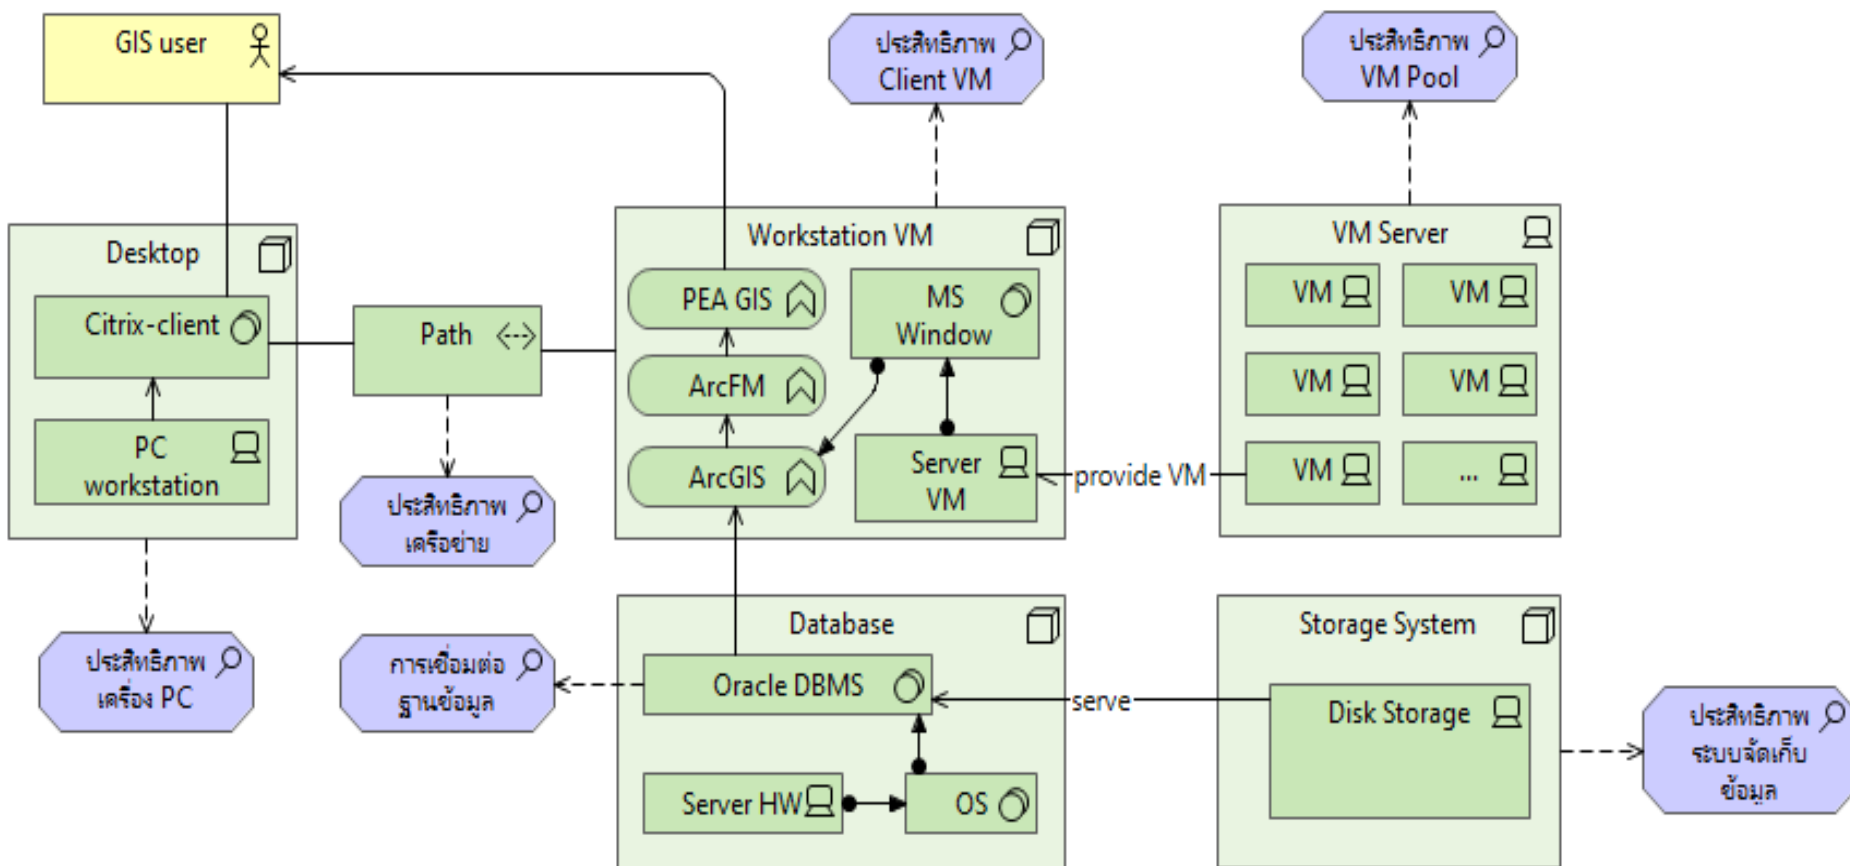 GIS user
ประสิทธิภาพ
Client VM
ประสิทธิภาพ
VM Pool
Desktop
Citrix-client
PC
workstation
Path
ประสิทธิภาพ
เครือข่าย
ประสิทธิภาพ
เครื่อง PC
Workstation VM
PEA GIS
ArcFM
ArcGIS
MS
Window
Server
VM
provide VM
VM Server
VM
VM
VM
VM
VM
...
Database
Oracle DBMS
Server HW
OS
การเชื่อมต่อ
ฐานข้อมูล
serve
Storage System
Disk Storage
ประสิทธิภาพ
ระบบจัดเก็บ
ข้อมูล